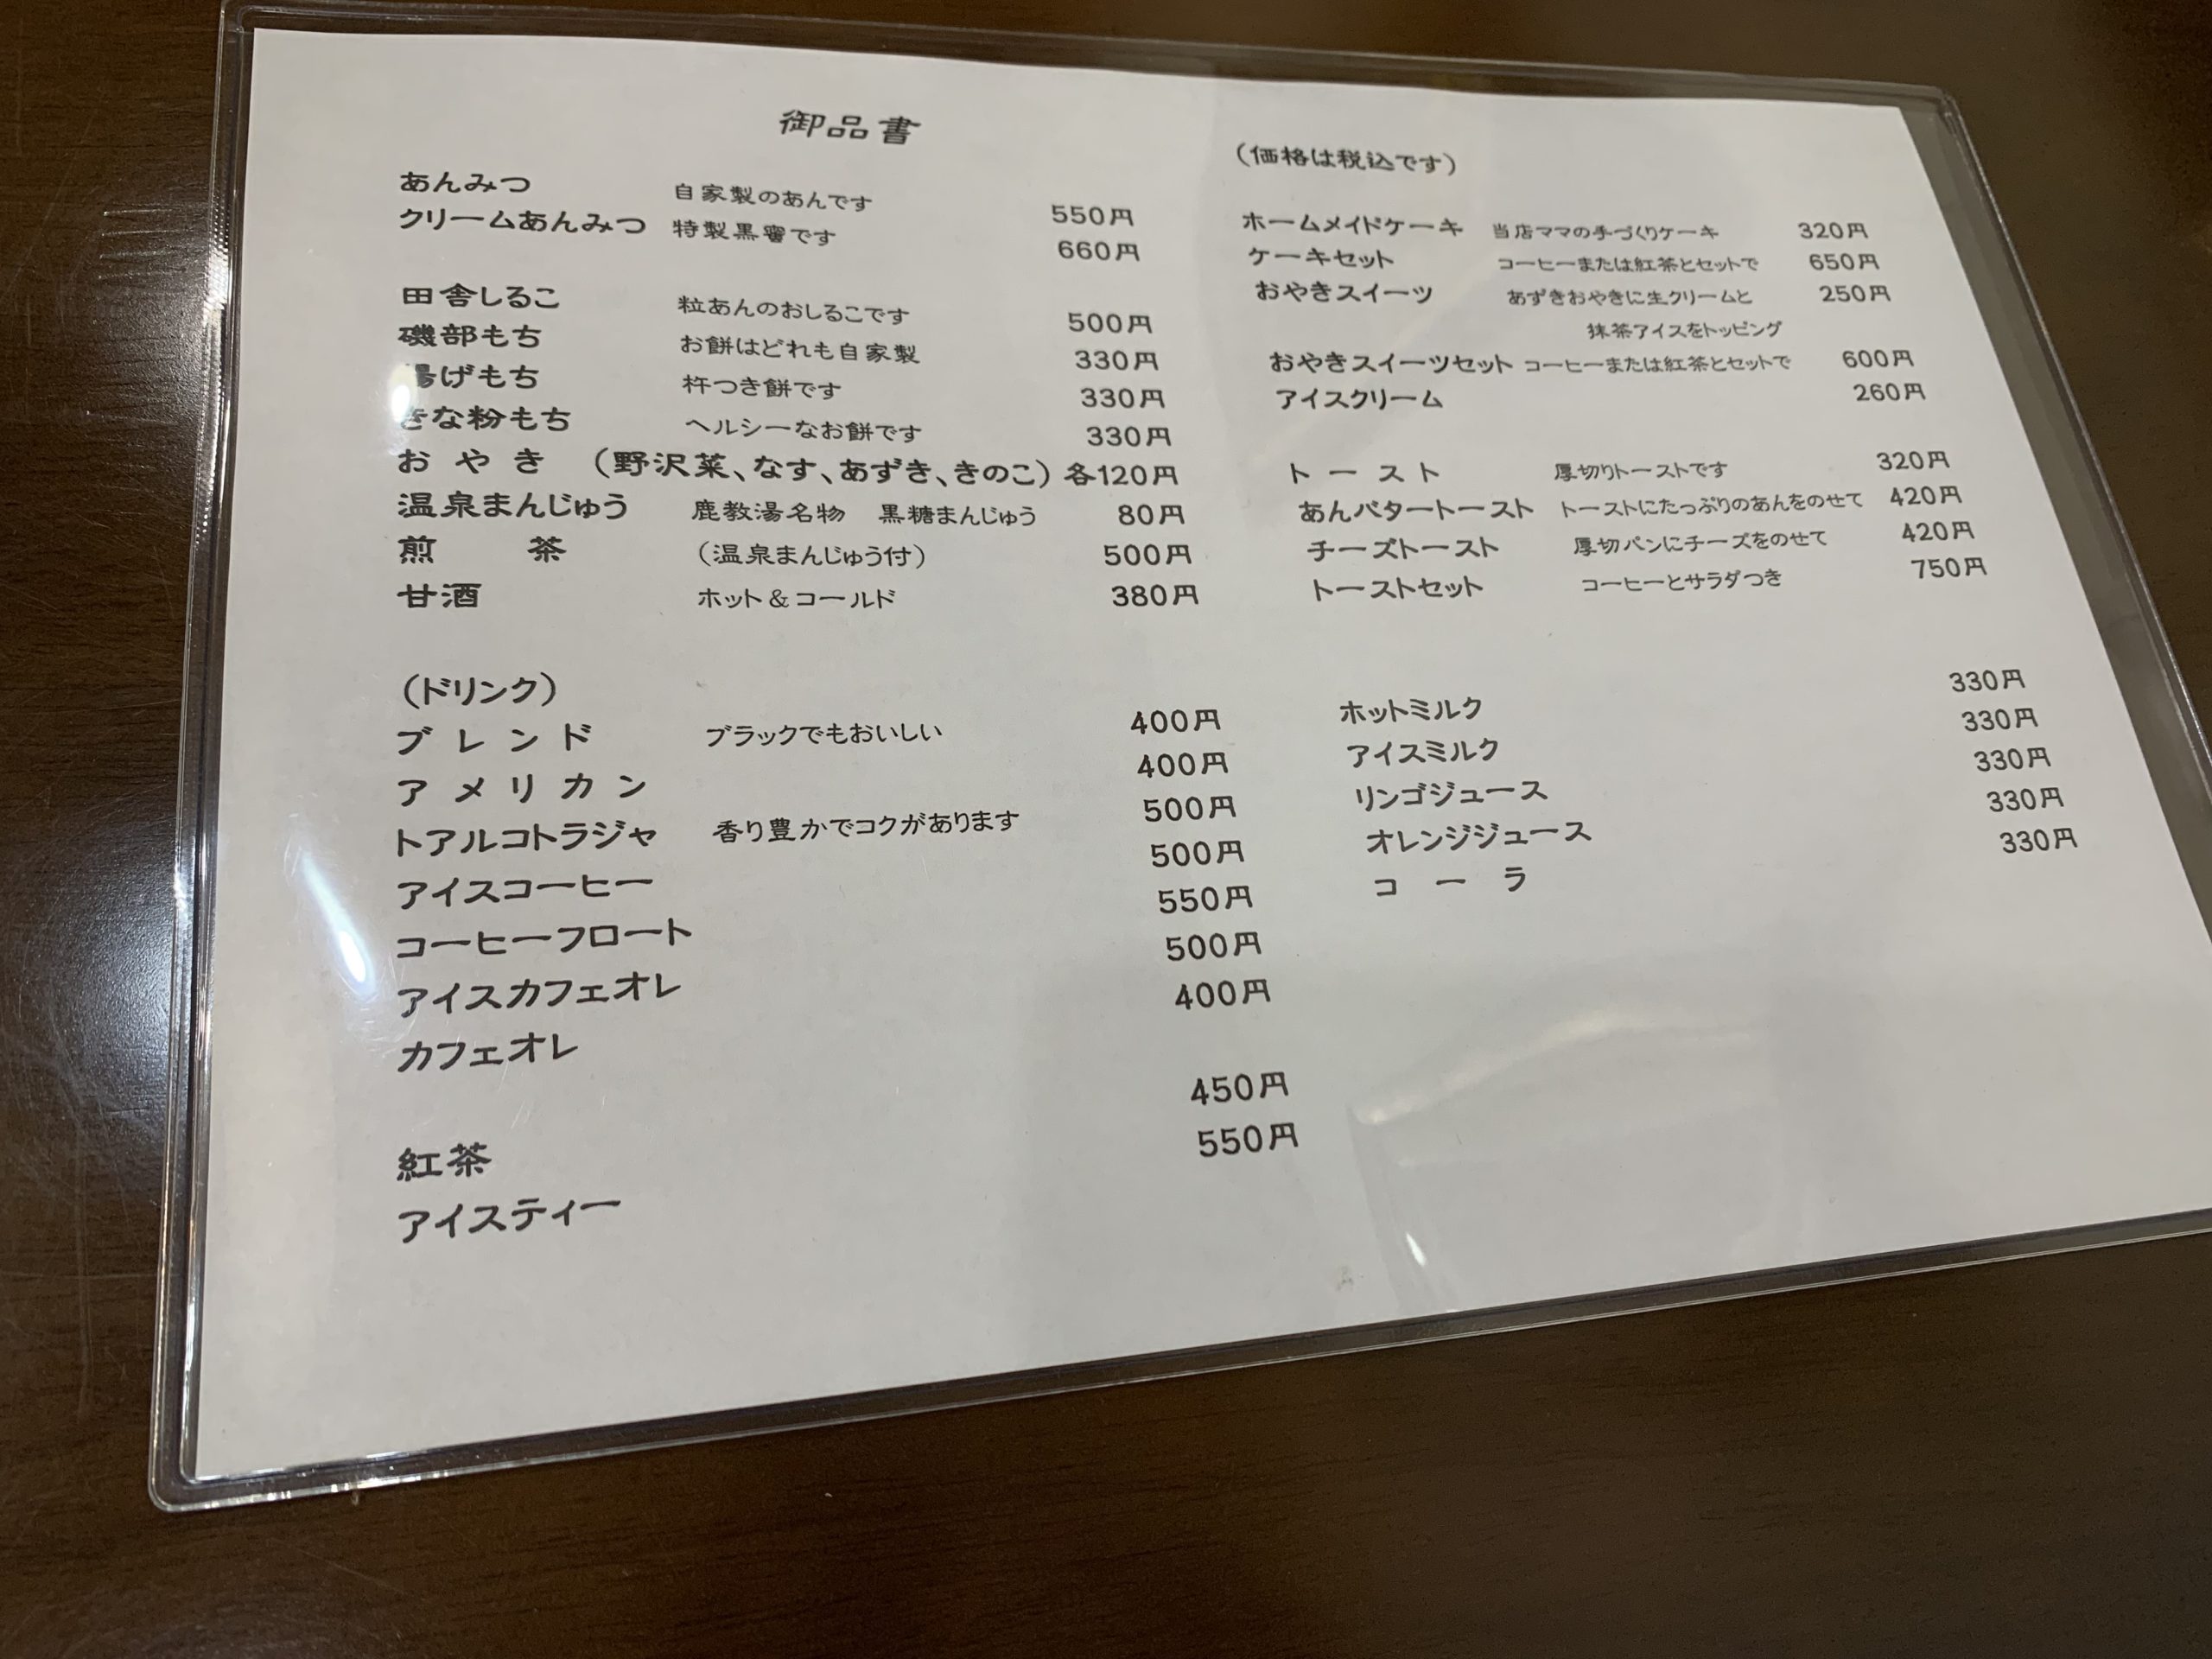 御品書
(価格は税込です)
あんみつ 自家製のあんです 550円
クリームあんみつ 特製黒蜜です 660円
田舎しるこ 粒あんのおしるこです 500円
磯部もち お餅はどれも自家製 330円
揚げもち 杵つき餅です 330円
きな粉もち ヘルシーなお餅です 330円
おやき (野沢菜、なす、あずき、きのこ) 各120円
温泉まんじゅう 鹿教湯名物 黒糖まんじゅう 80円
煎茶 (温泉まんじゅう付) 500円
甘酒 ホット&コールド 380円
(ドリンク)
ブレンド ブラックでもおいしい 400円
アメリカン 400円
トアルコトラジャ 香り豊かでコクがあります 500円
アイスコーヒー 500円
コーヒーフロート 550円
アイスカフェオレ 500円
カフェオレ 400円
紅茶 450円
アイスティー 550円
ホームメイドケーキ 当店ママの手づくりケーキ 320円
ケーキセット コーヒーまたは紅茶とセットで 650円
おやきスイーツ あずきおやきに生クリームと 250円
抹茶アイスをトッピング
おやきスイーツセット コーヒーまたは紅茶とセットで 600円
アイスクリーム 260円
トースト 厚切りトーストです 320円
あんバタートースト トーストにたっぷりのあんをのせて 420円
チーズトースト 厚切パンにチーズをのせて 420円
トーストセット コーヒーとサラダつき 750円
ホットミルク 330円
アイスミルク 330円
リンゴジュース 330円
オレンジジュース 330円
コーラ 330円